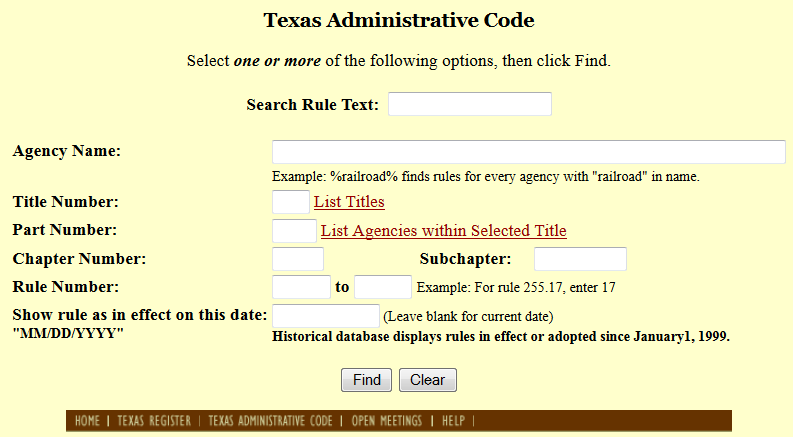 Texas Administrative Code
Select one or more of the following options, then click Find.
Search Rule Text:
Agency Name:
Example: %railroad% finds rules for every agency with "railroad" in name.
Title Number: List Titles
Part Number: List Agencies within Selected Title
Chapter Number: Subchapter:
Rule Number: to Example: For rule 255.17, enter 17
Show rule as in effect on this date: (Leave blank for current date)
"MM/DD/YYYY" Historical database displays rules in effect or adopted since January1, 1999.
Find Clear
HOME | TEXAS REGISTER | TEXAS ADMINISTRATIVE CODE | OPEN MEETINGS | HELP |